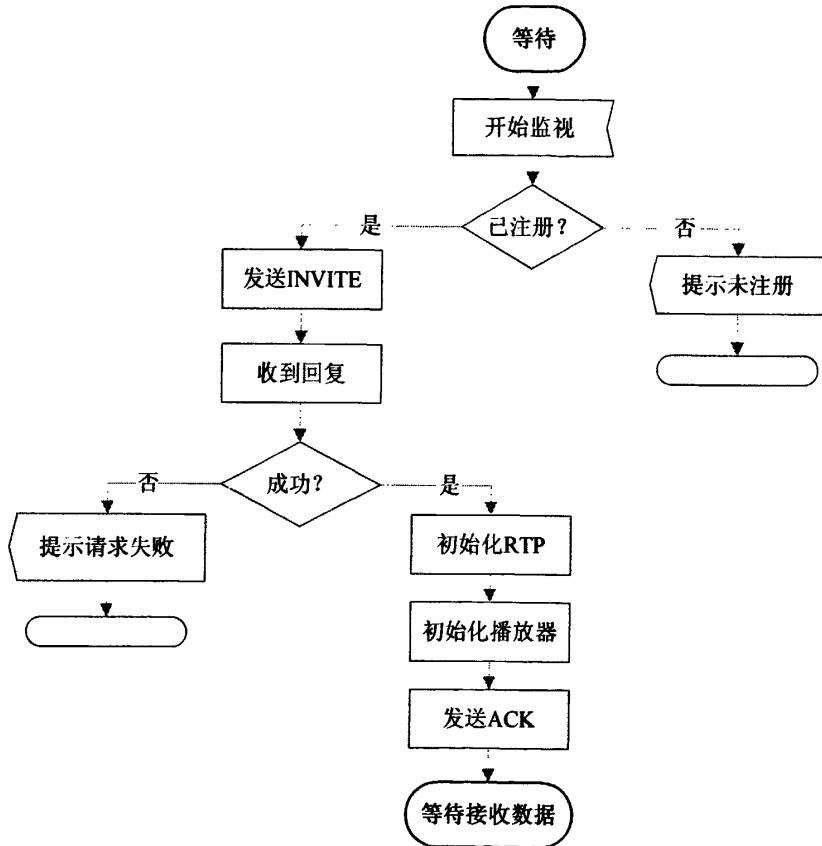 等待
开始监视
已注册?
是
否
发送INVITE
提示未注册
收到回复
成功?
否
是
提示请求失败
初始化RTP
初始化播放器
发送ACK
等待接收数据